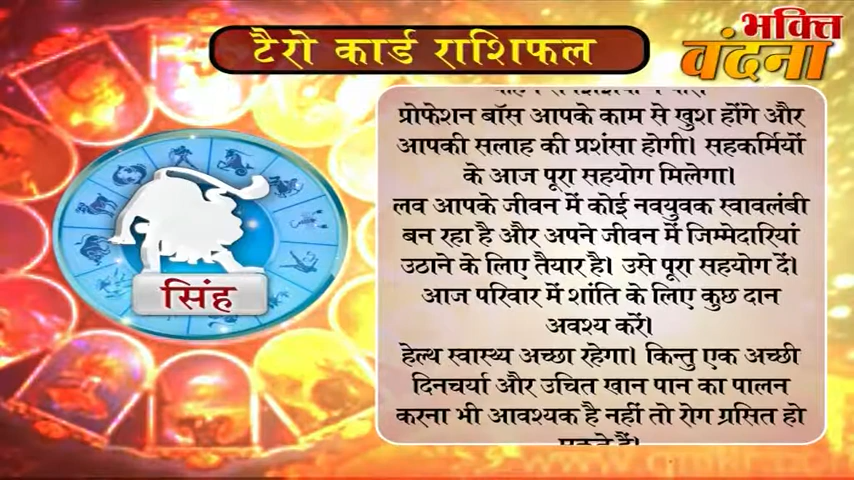 टैरो कार्ड राशिफल
भक्ति
वंदना
प्रोफेशन बॉस आपके काम से खुश होंगे और
आपकी सलाह की प्रशंसा होगी। सहकर्मियों
के आज पूरा सहयोग मिलेगा।
लव आपके जीवन में कोई नवयुवक स्वावलंबी
बन रहा है और अपने जीवन में जिम्मेदारियां
उठाने के लिए तैयार है। उसे पूरा सहयोग दें।
आज परिवार में शांति के लिए कुछ दान
अवश्य करें।
हेल्थ स्वास्थ्य अच्छा रहेगा। किन्तु एक अच्छी
दिनचर्या और उचित खान पान का पालन
करना भी आवश्यक है नहीं तो रोग ग्रसित हो
सिंह